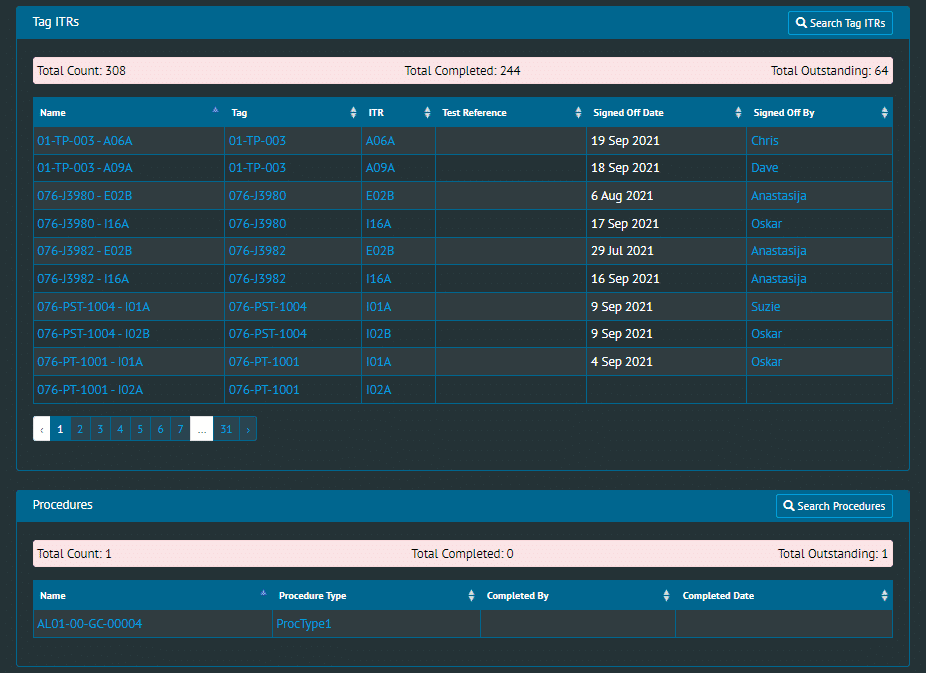 Tag ITRs Search Tag ITRs
Total Count: 308 Total Completed: 244 Total Outstanding: 64
Name Tag ITR Test Reference Signed Off Date Signed Off By
01-TP-003 - A06A 01-TP-003 A06A 19 Sep 2021 Chris
01-TP-003 - A09A 01-TP-003 A09A 18 Sep 2021 Dave
076-J3980 - E02B 076-J3980 E02B 6 Aug 2021 Anastasija
076-J3980 - I16A 076-J3980 I16A 17 Sep 2021 Oskar
076-J3982 - E02B 076-J3982 E02B 29 Jul 2021 Anastasija
076-J3982 - I16A 076-J3982 I16A 16 Sep 2021 Anastasija
076-PST-1004 - I01A 076-PST-1004 I01A 9 Sep 2021 Suzie
076-PST-1004 - I02B 076-PST-1004 I02B 9 Sep 2021 Oskar
076-PT-1001 - I01A 076-PT-1001 I01A 4 Sep 2021 Oskar
076-PT-1001 - I02A 076-PT-1001 I02A
‹ 1 2 3 4 5 6 7 ... 31 ›
Procedures Search Procedures
Total Count: 1 Total Completed: 0 Total Outstanding: 1
Name Procedure Type Completed By Completed Date
AL01-00-GC-00004 ProcType1